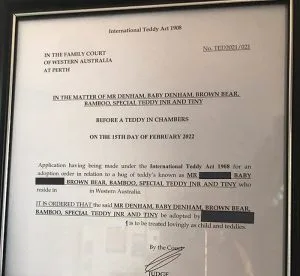 International Teddy Act 1908
IN THE FAMILY COURT
OF WESTERN AUSTRALIA
AT PERTH
No. TED2021/021
IN THE MATTER OF MR DENHAM, BABY DENHAM, BROWN BEAR,
BAMBOO, SPECIAL TEDDY JNR AND TINY
BEFORE A TEDDY IN CHAMBERS
ON THE 15TH DAY OF FEBRUARY 2022
Application having being made under the International Teddy Act 1908 for an
adoption order in relation to a hug of teddy's known as MR BABY
BROWN BEAR, BAMBOO, SPECIAL TEDDY JNR AND TINY who
reside in in Western Australia.
IT IS ORDERED that the said MR DENHAM, BABY DENHAM, BROWN BEAR,
BAMBOO, SPECIAL TEDDY JNR AND TINY be adopted by
is to be treated lovingly as child and teddies.
By the Court
JUDGE